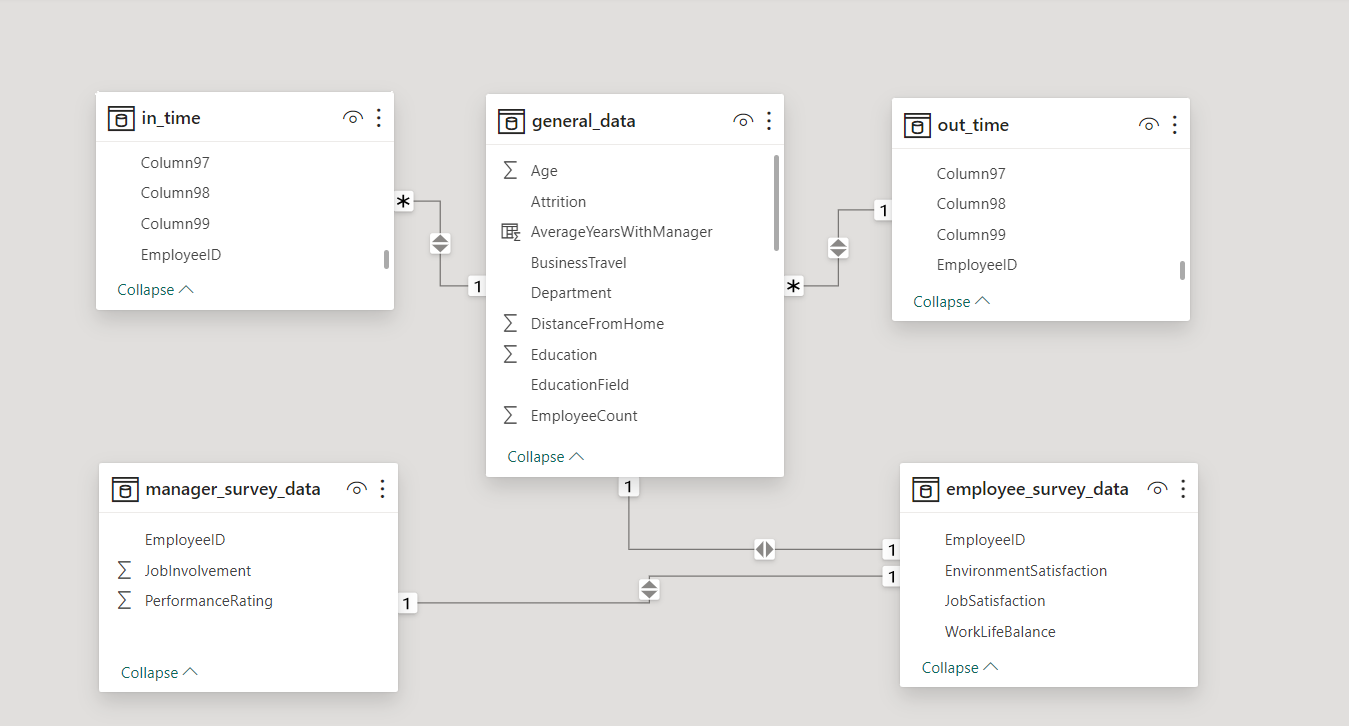 in_time
Column97
Column98
Column99
EmployeeID
Collapse
*
1
general_data
Age
Attrition
AverageYearsWithManager
BusinessTravel
Department
DistanceFromHome
Education
EducationField
EmployeeCount
Collapse
1
*
1
out_time
Column97
Column98
Column99
EmployeeID
Collapse
manager_survey_data
EmployeeID
JobInvolvement
PerformanceRating
Collapse
1
employee_survey_data
EmployeeID
EnvironmentSatisfaction
JobSatisfaction
WorkLifeBalance
Collapse
1
1